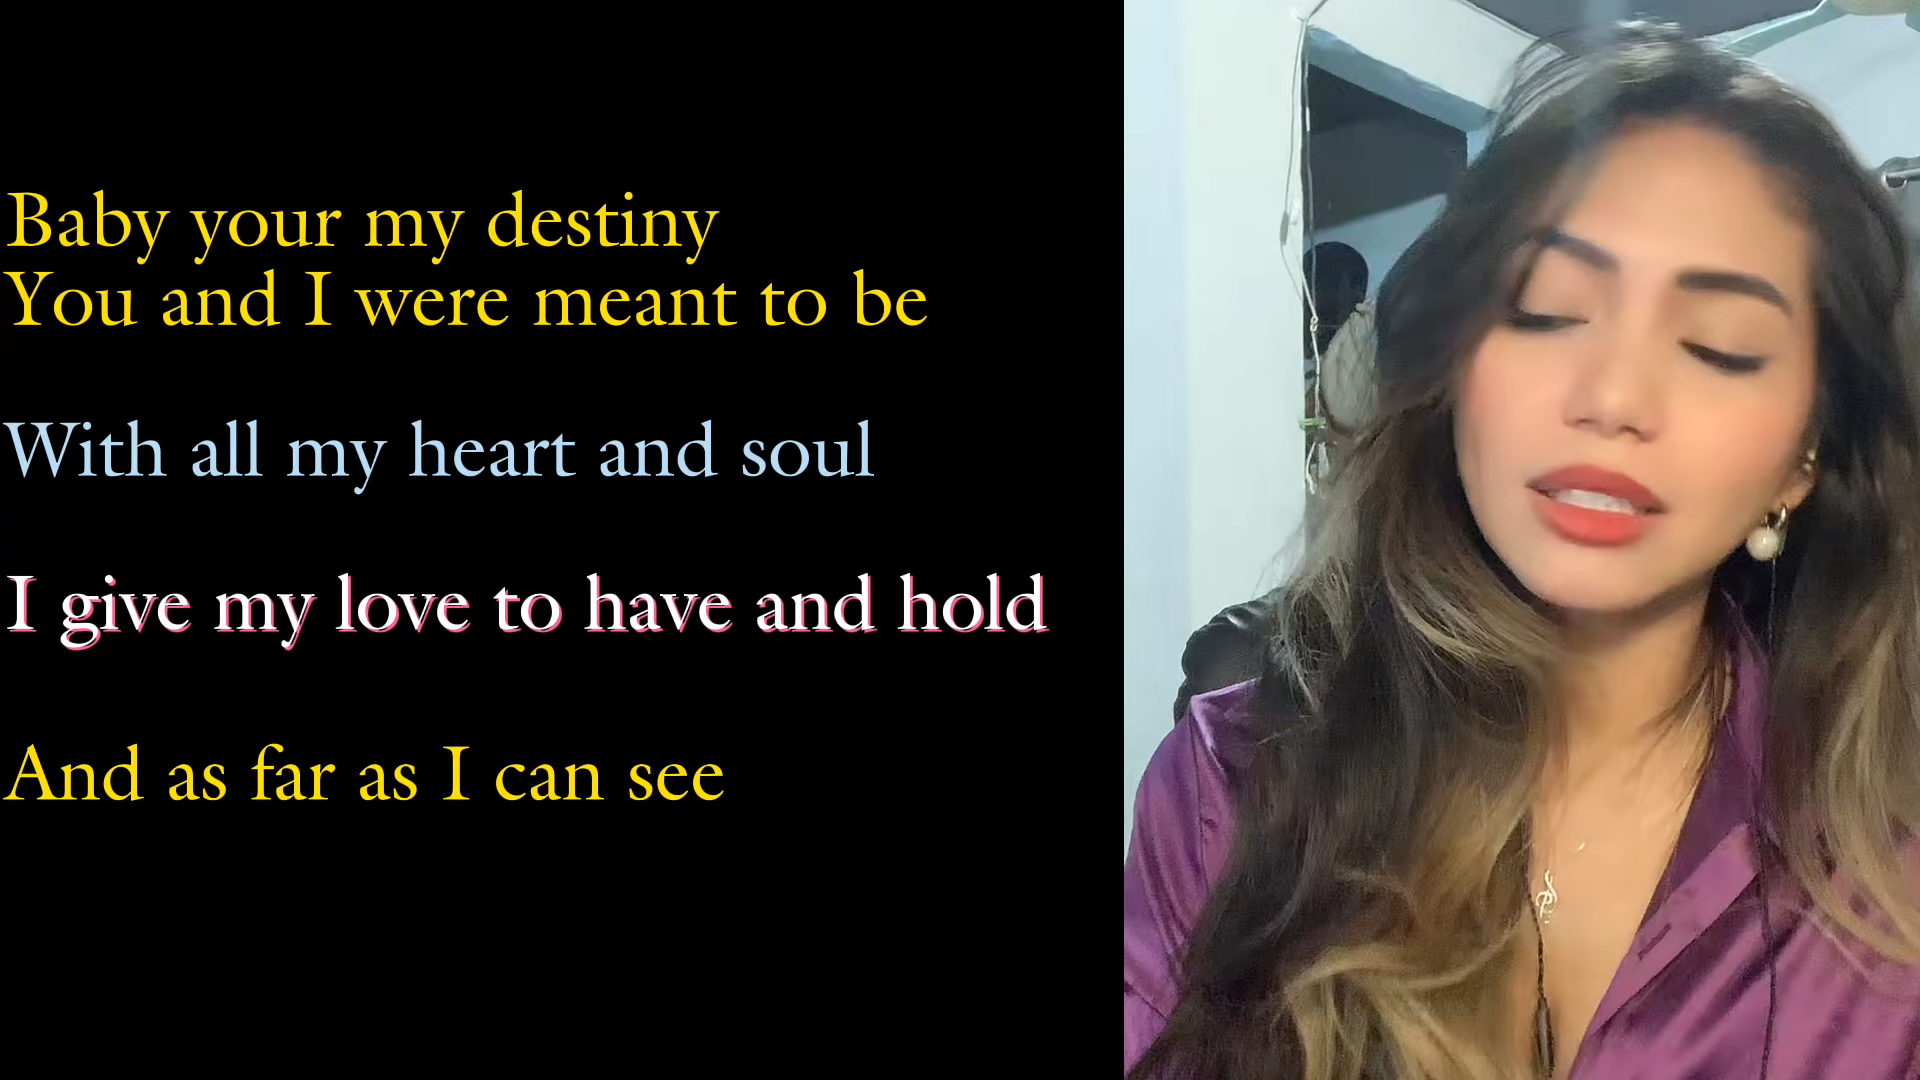 Baby your my destiny
You and I were meant to be
With all my heart and soul
I give my love to have and hold
And as far as I can see